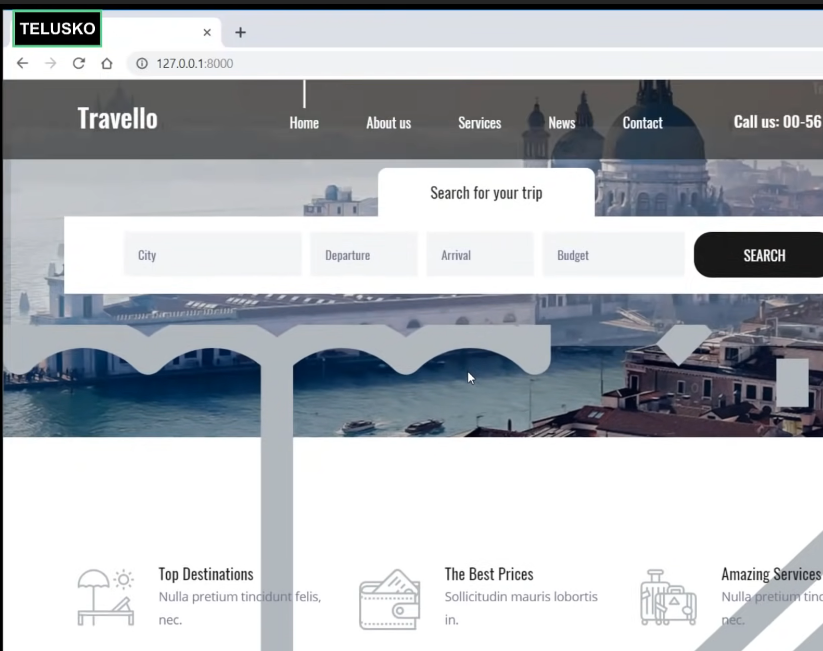 TELUSKO
127.0.0.1:8000
Travello
Home
About us
Services
News
Contact
Call us: 00-56
Search for your trip
City
Departure
Arrival
Budget
SEARCH
Top Destinations
Nulla pretium tincidunt felis,
nec.
The Best Prices
Sollicitudin mauris lobortis
in.
Amazing Services
Nulla pretium tinc
nec.